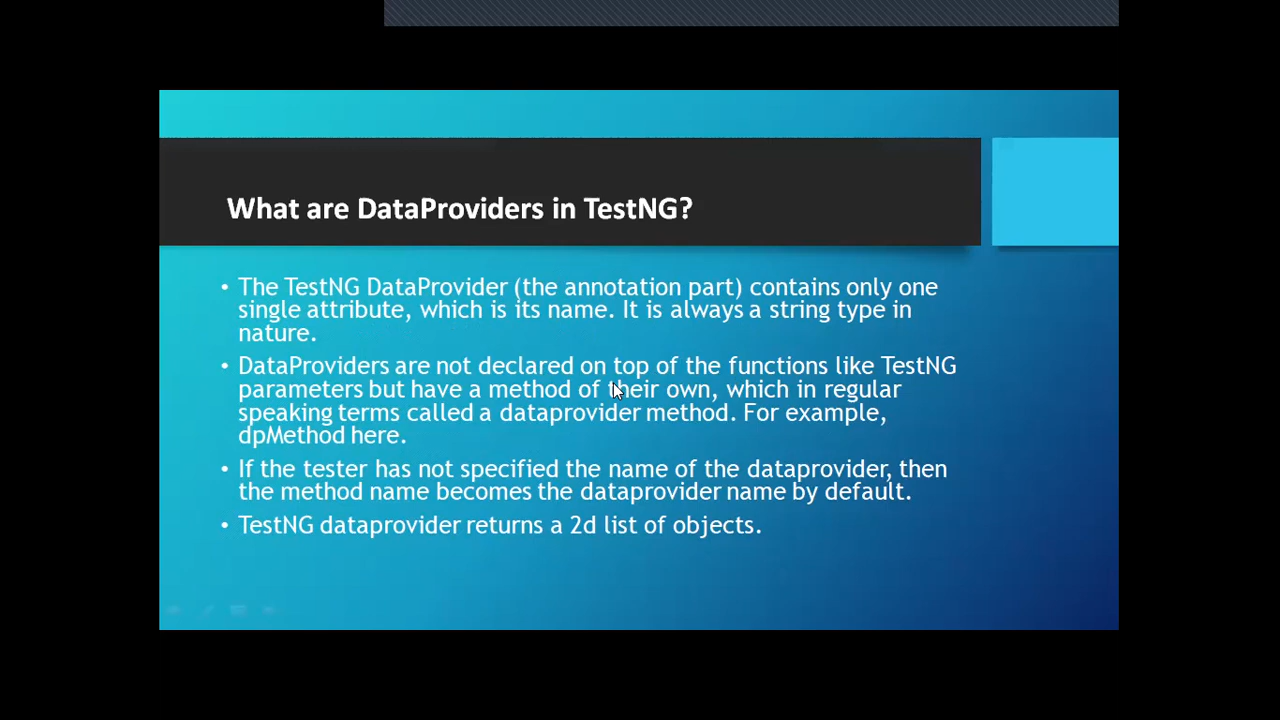 What are DataProviders in TestNG?
• The TestNG DataProvider (the annotation part) contains only one
single attribute, which is its name. It is always a string type in
nature.
• DataProviders are not declared on top of the functions like TestNG
parameters but have a method of their own, which in regular
speaking terms called a dataprovider method. For example,
dpMethod here.
• If the tester has not specified the name of the dataprovider, then
the method name becomes the dataprovider name by default.
• TestNG dataprovider returns a 2d list of objects.